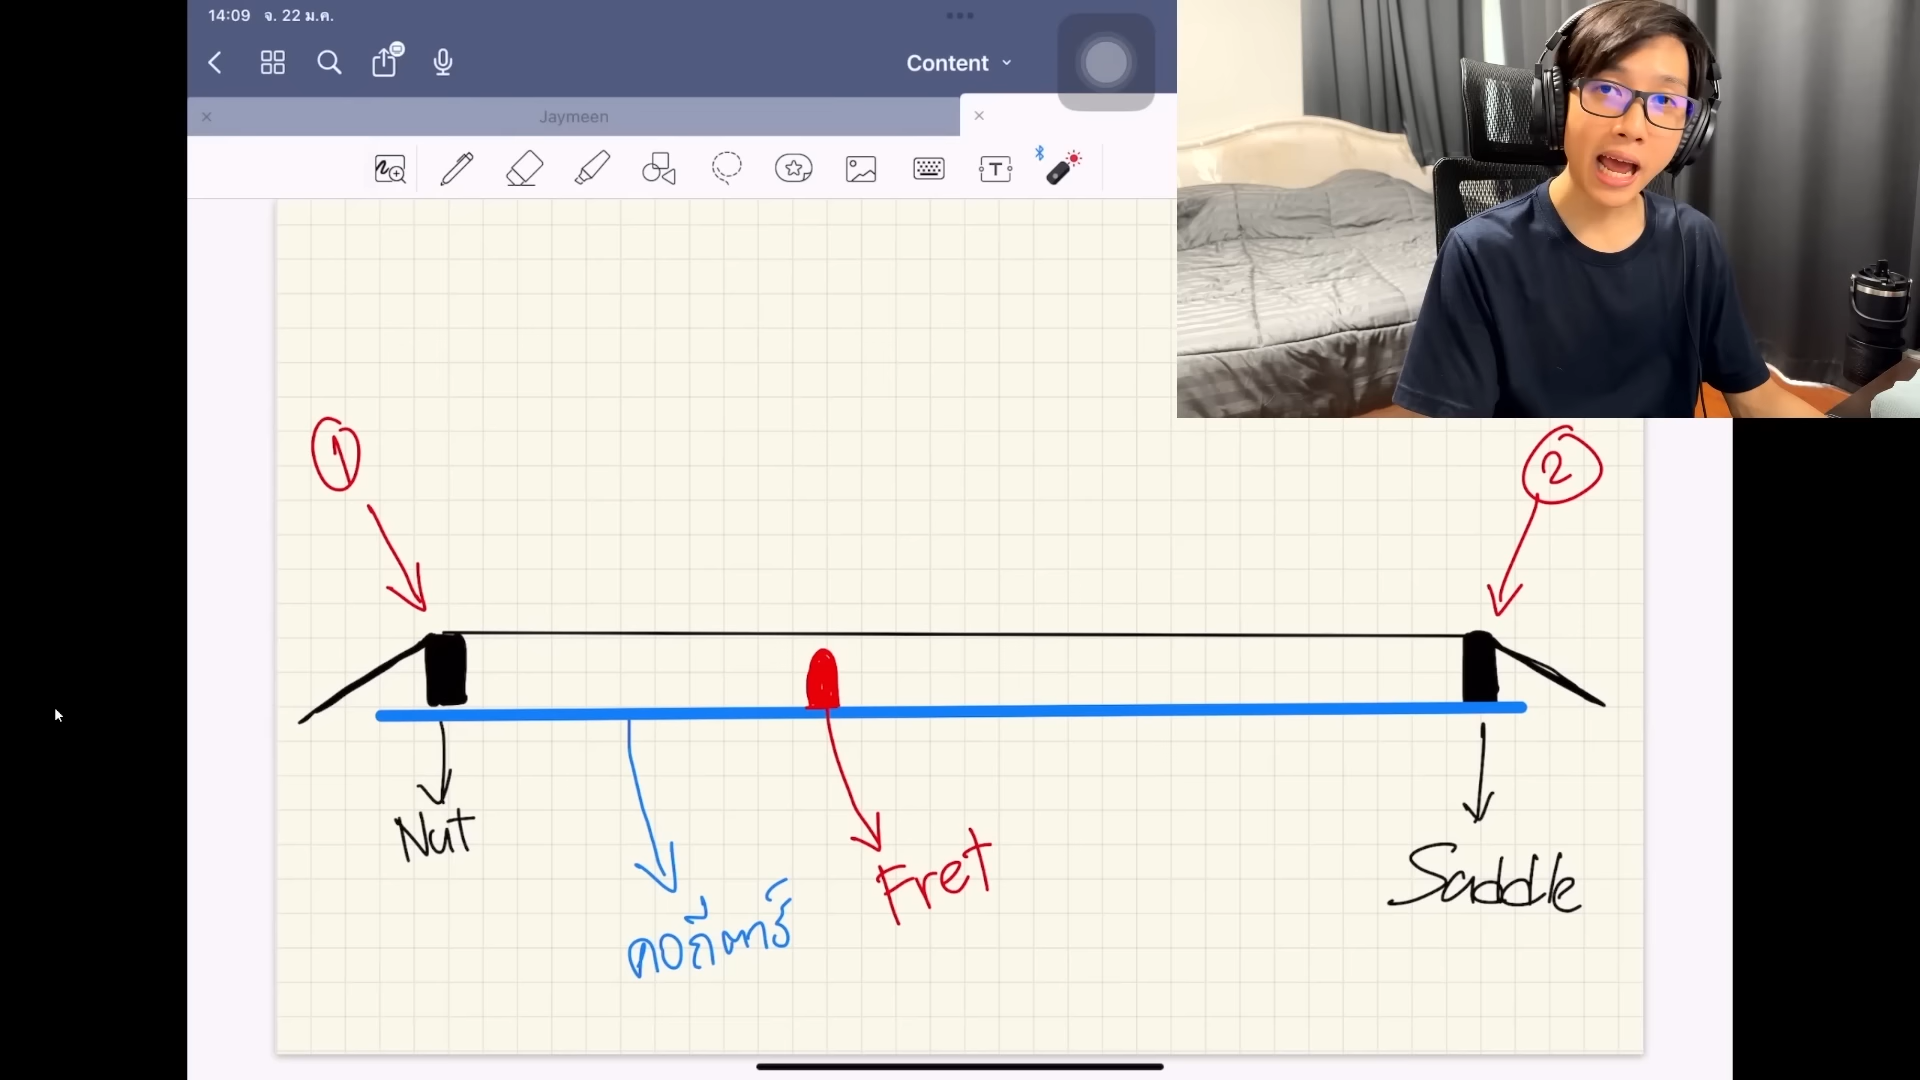 14:09 จ. 22 ม.ค.
Content
Jaymeen
T
1
2
Nut
คอกีตาร์
Fret
Saddle